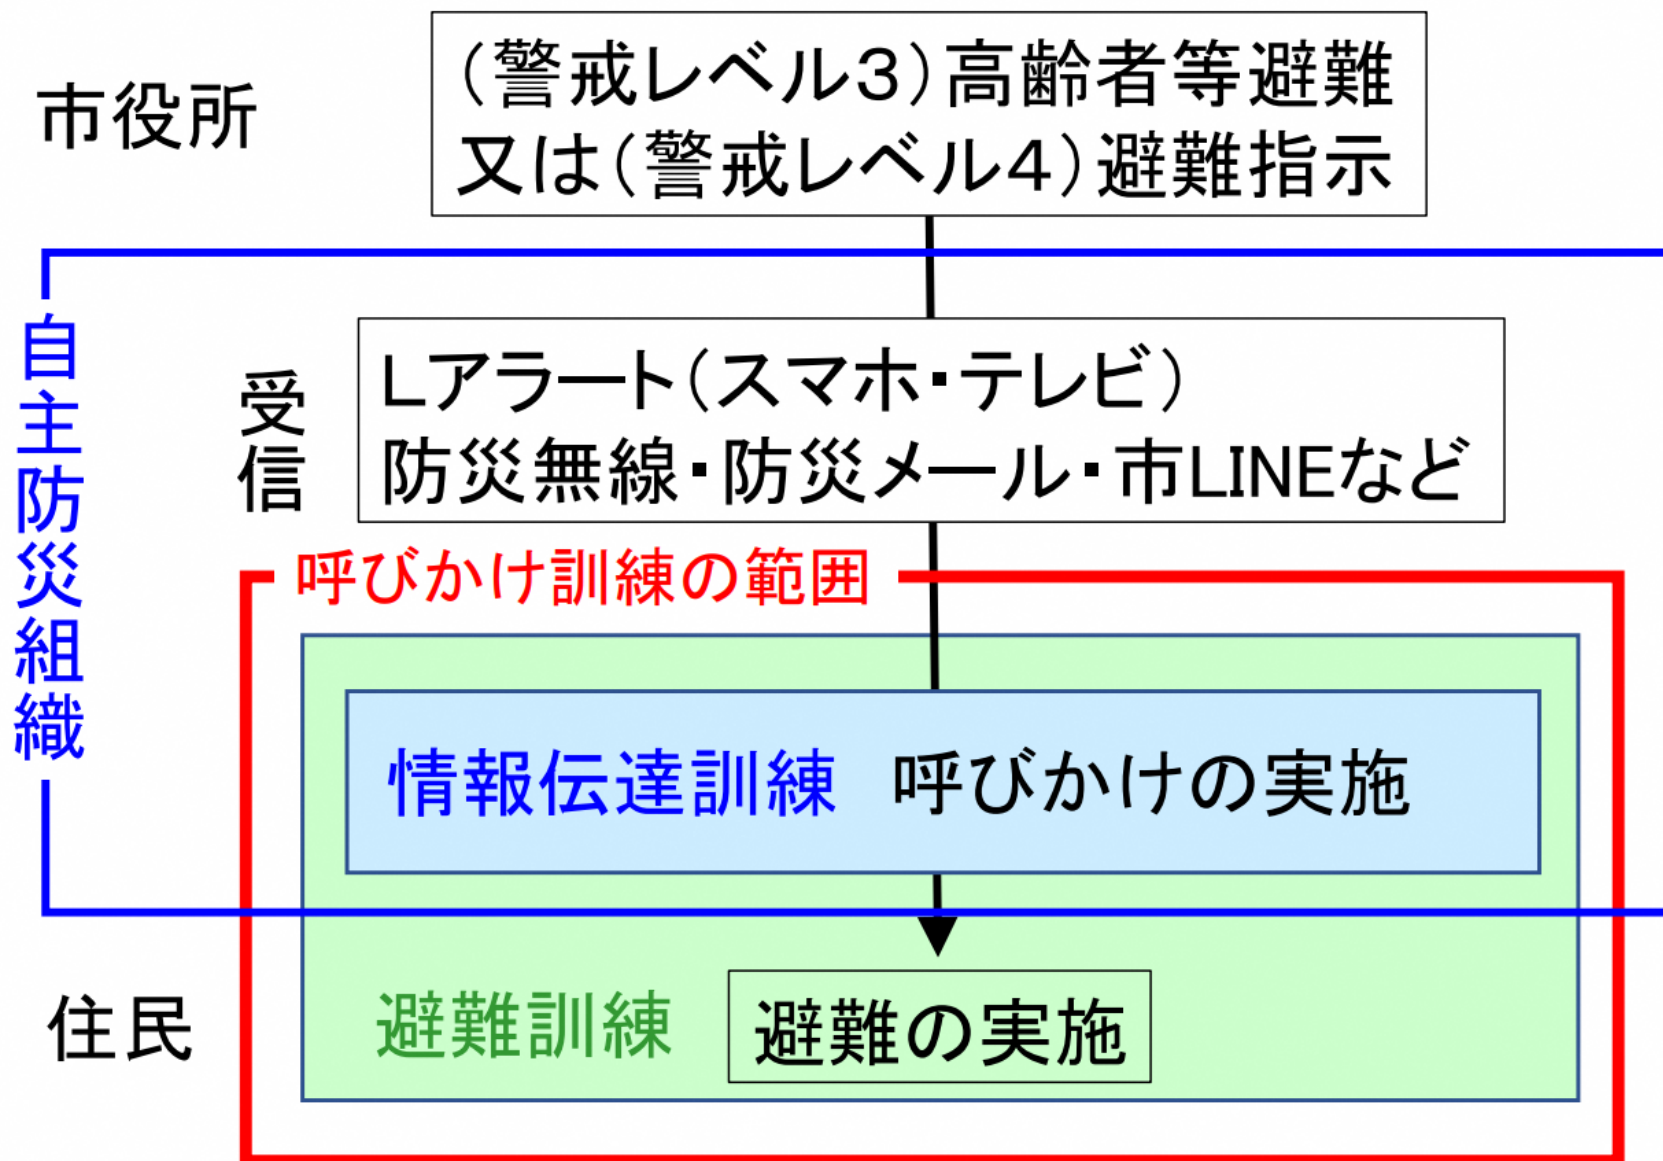 市役所
（警戒レベル３）高齢者等避難
又は（警戒レベル４）避難指示
自主防災組織
受信
Lアラート（スマホ・テレビ）
防災無線・防災メール・市LINEなど
呼びかけ訓練の範囲
情報伝達訓練　呼びかけの実施
住民
避難訓練
避難の実施